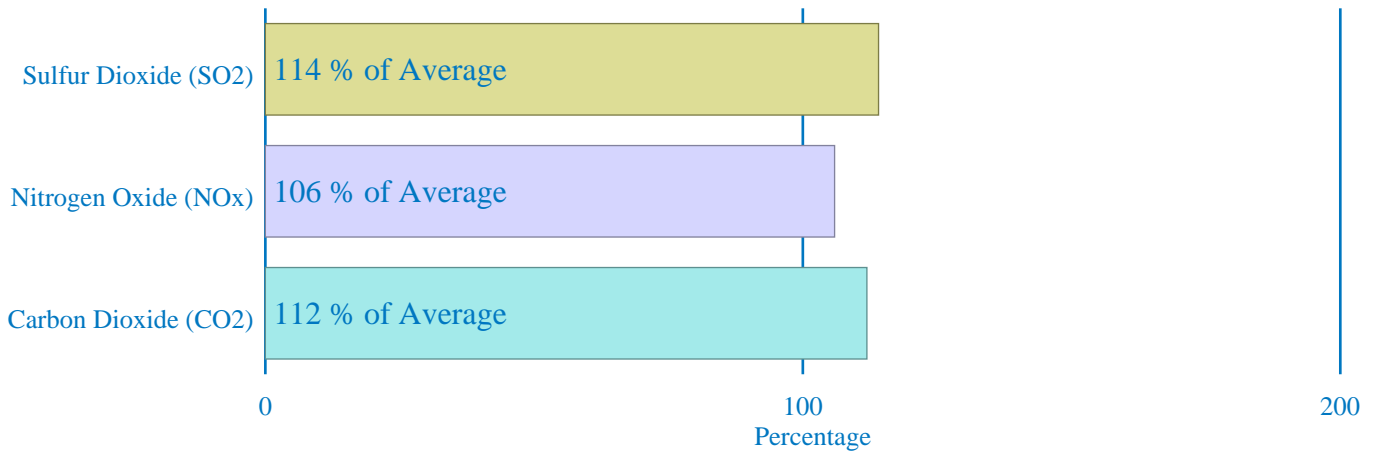 Sulfur Dioxide (SO2)
114 % of Average
Nitrogen Oxide (NOx)
106 % of Average
Carbon Dioxide (CO2)
112 % of Average
0
100
200
Percentage